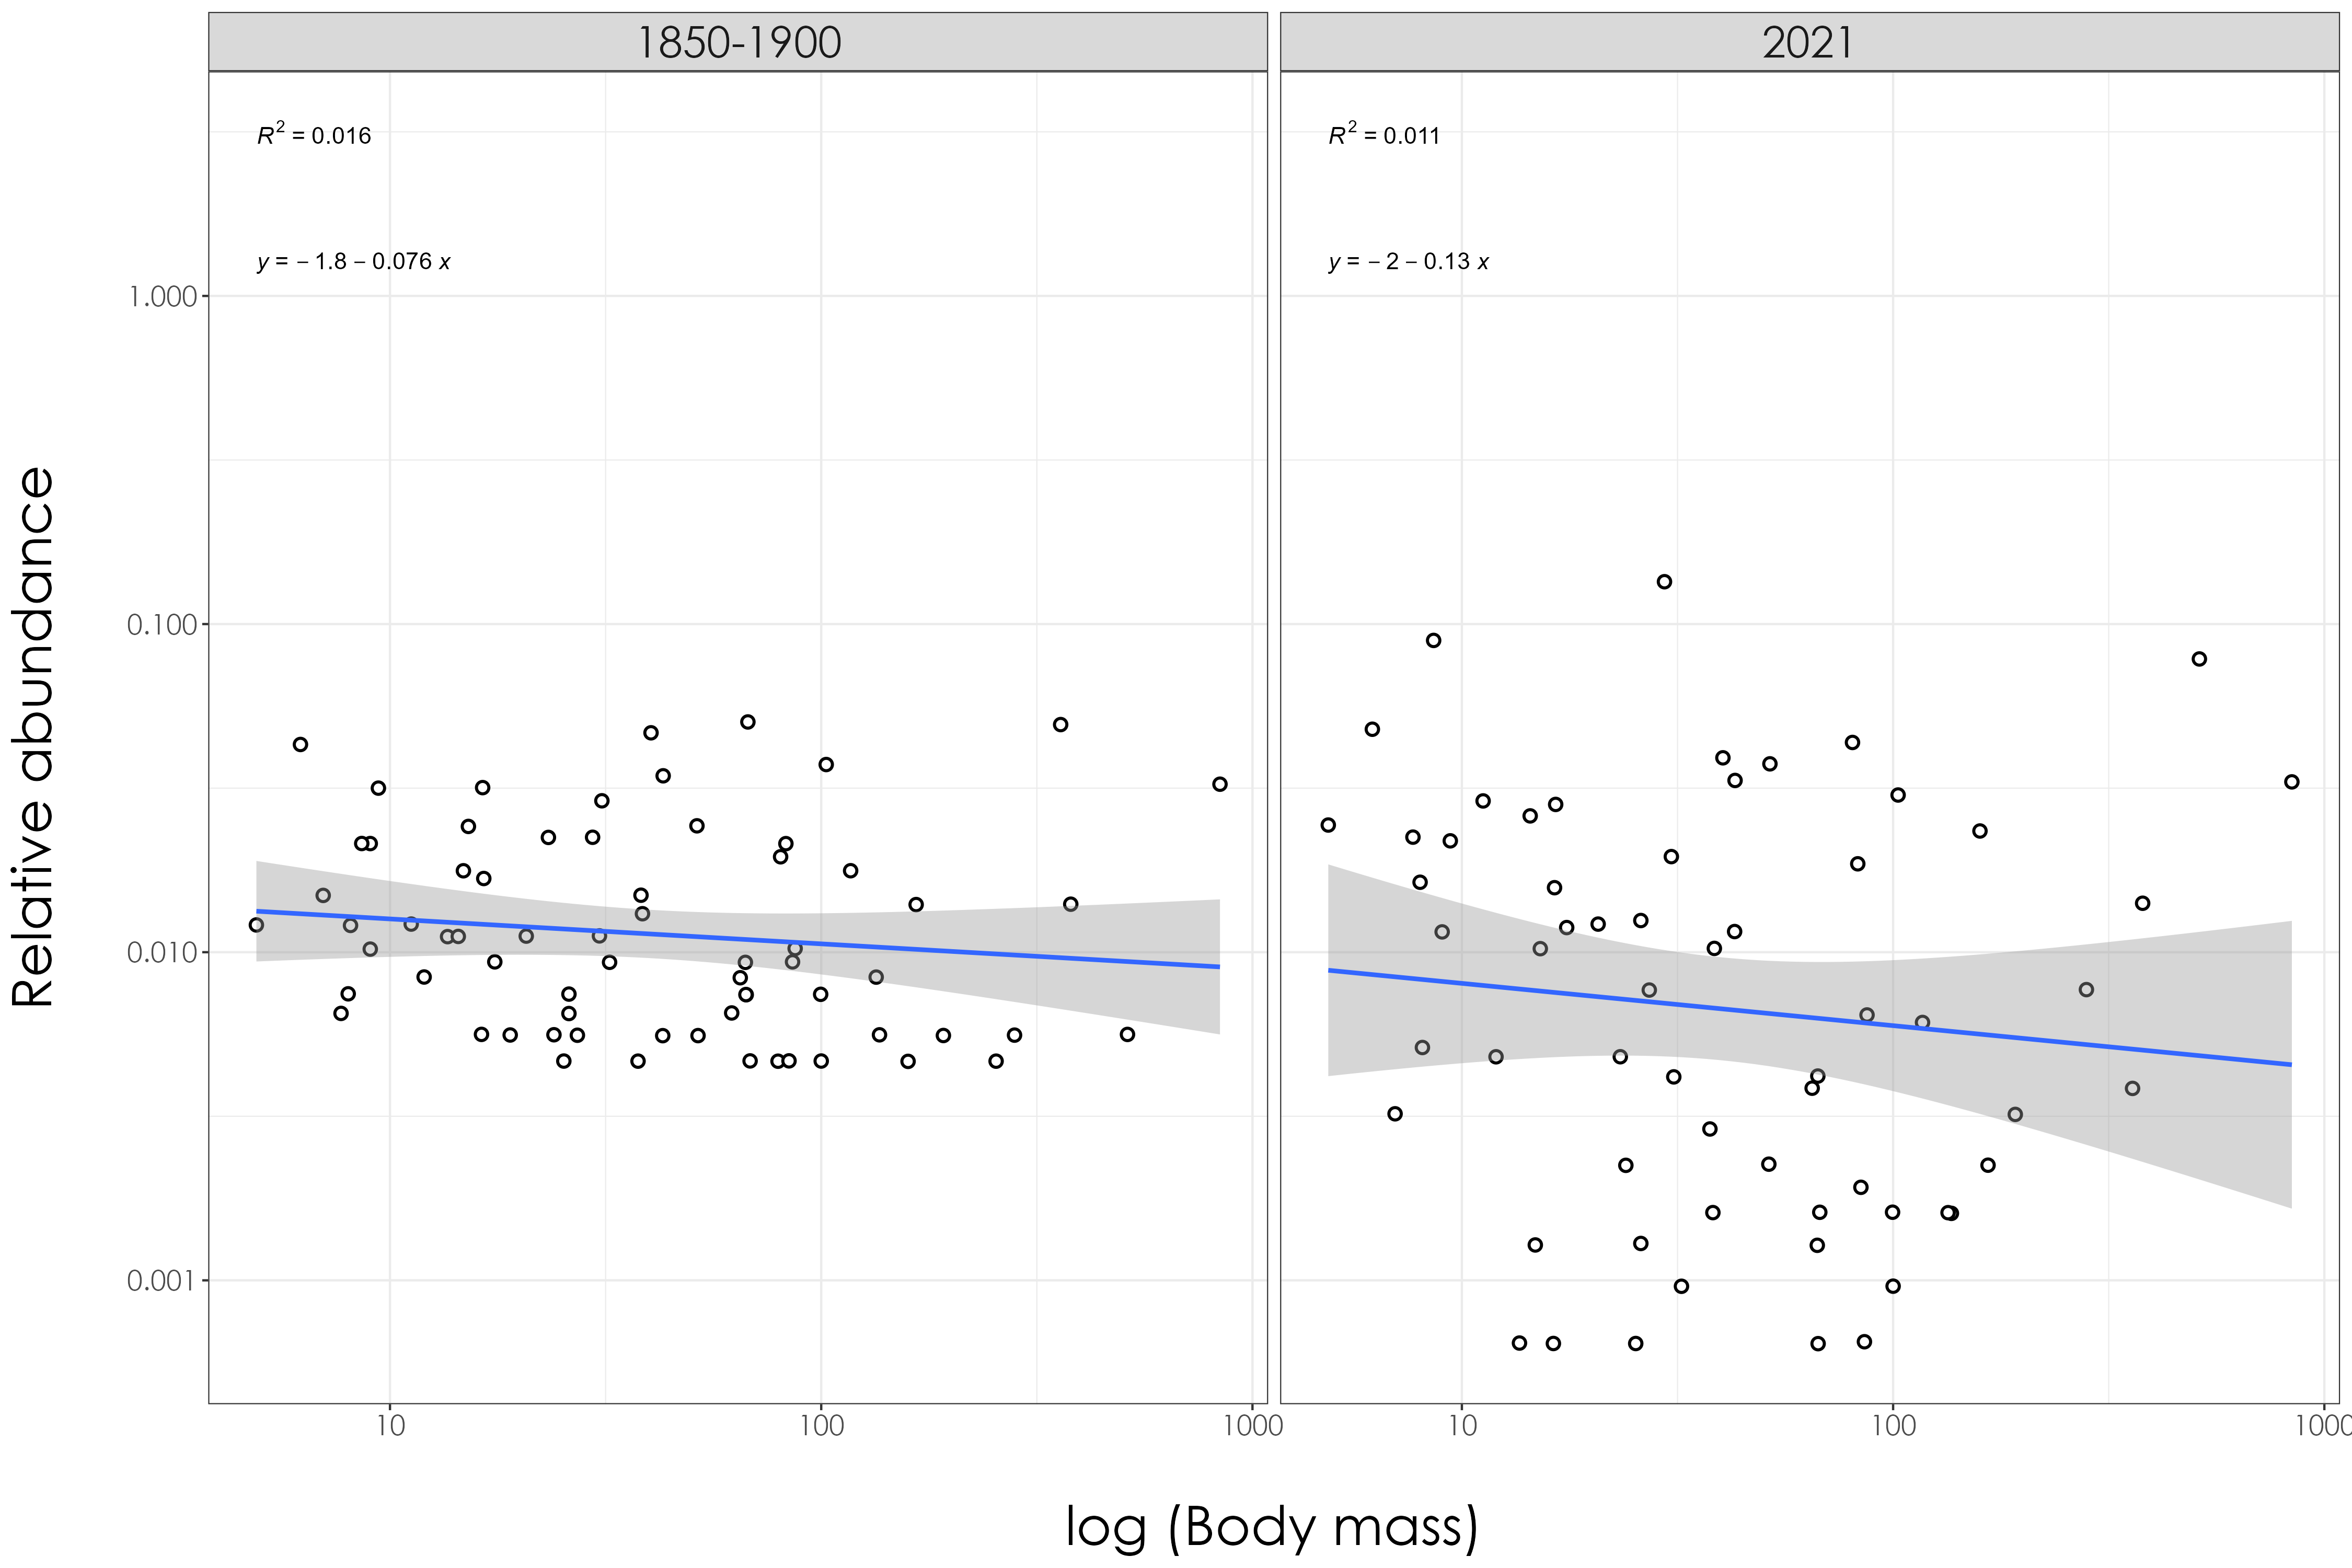 1850-1900
2021
R² = 0.016
y = − 1.8 − 0.076 x
R² = 0.011
y = − 2 − 0.13 x
Relative abundance
1.000
0.100
0.010
0.001
10
100
1000
10
100
1000
log (Body mass)